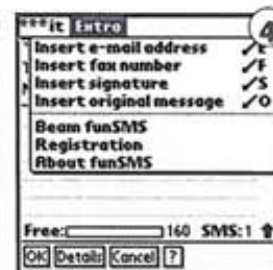 ***it Extra
4
Insert e-mail address /E
Insert fax number /F
Insert signature /S
Insert original message /O
Beam funSMS
Registration
About funSMS
Free: 160 SMS: 1
OK Details Cancel ?